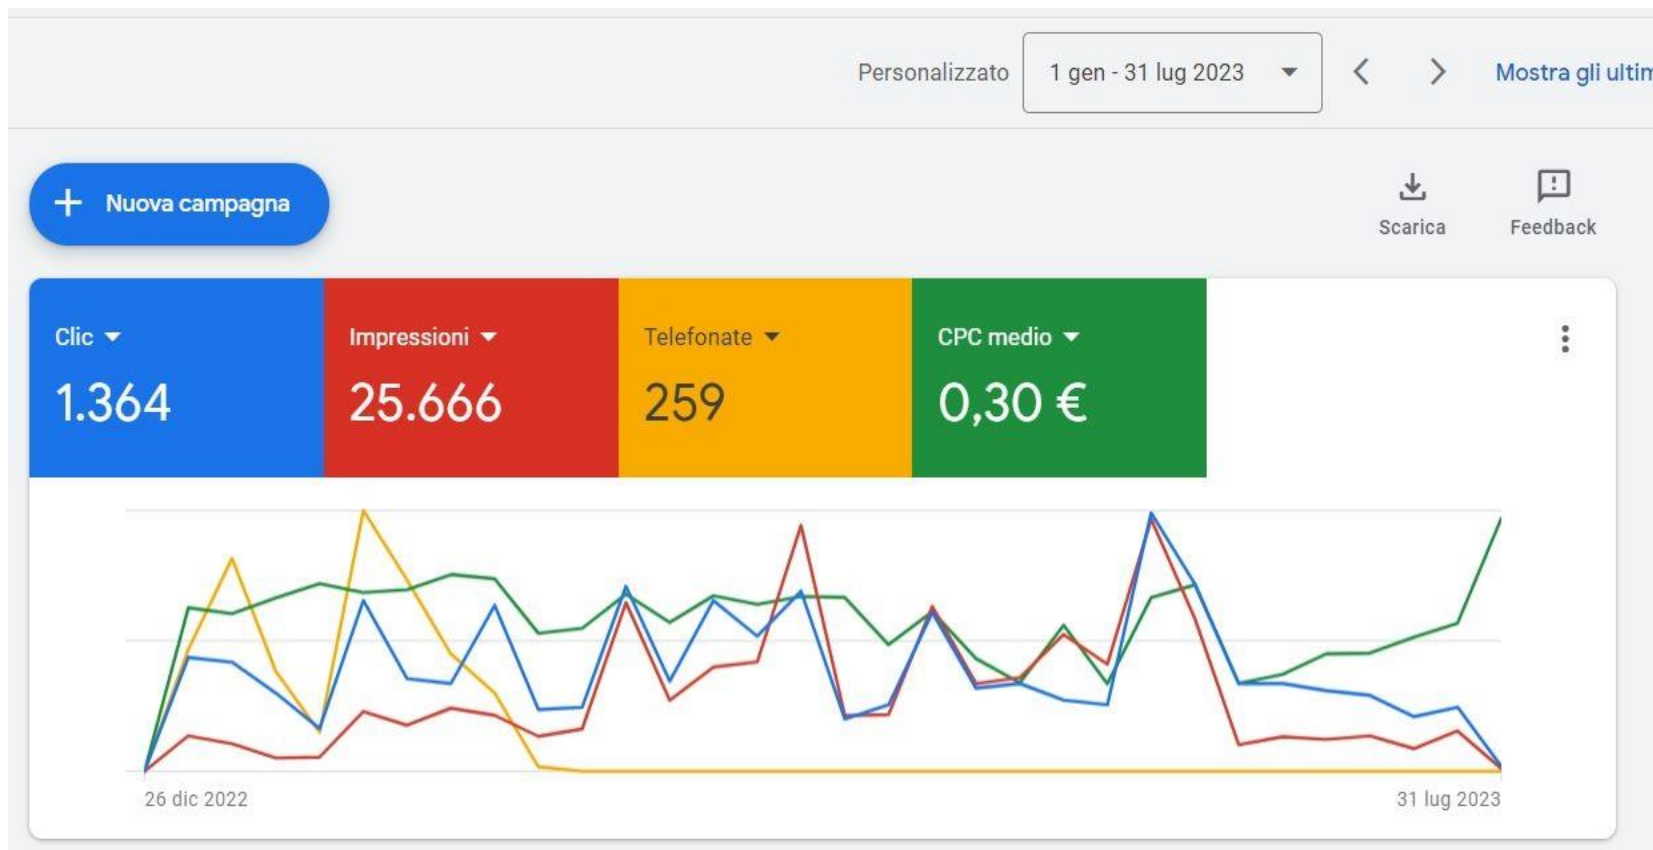 Personalizzato 1 gen - 31 lug 2023 Mostra gli
Nuova campagna
Scarica Feedback
Clic Impressioni Telefonate CPC medio
1.364 25.666 259 0,30 €
26 dic 2022 31 lug 2023